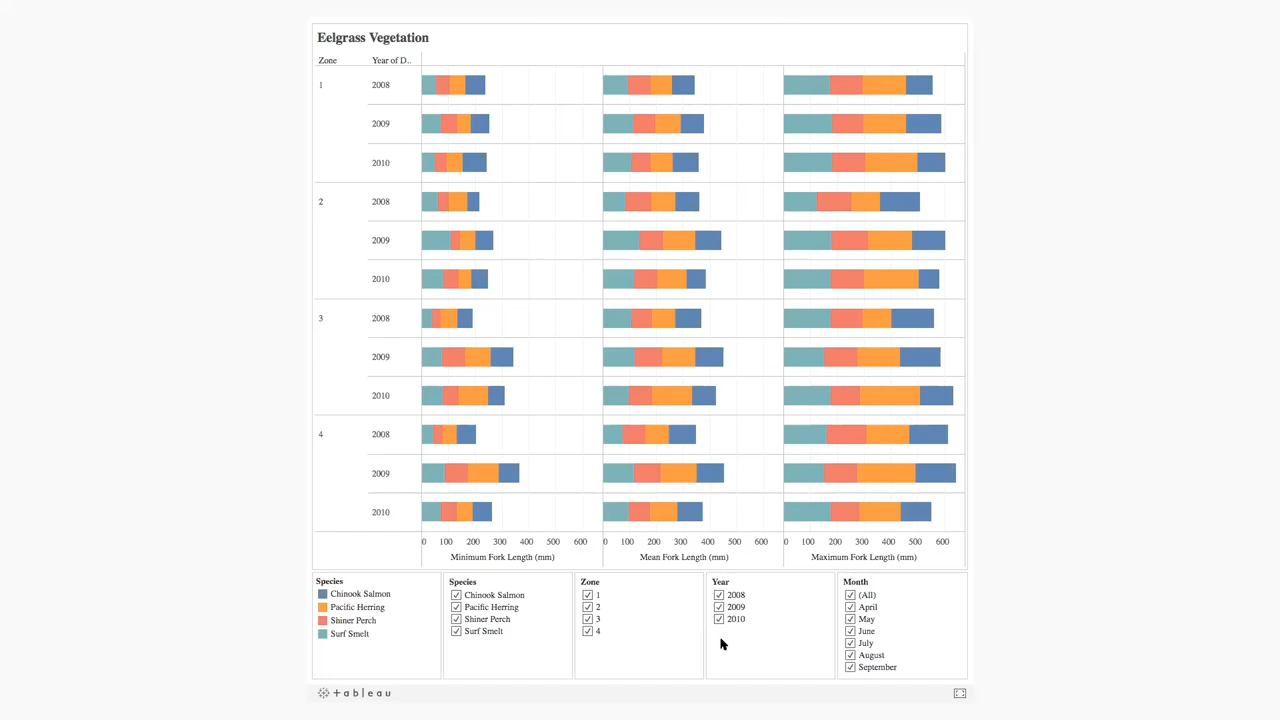 Eelgrass Vegetation
Zone Year of D..
1 2008
2009
2010
2 2008
2009
2010
3 2008
2009
2010
4 2008
2009
2010
0 100 200 300 400 500 600 0 100 200 300 400 500 600 0 100 200 300 400 500 600
Minimum Fork Length (mm) Mean Fork Length (mm) Maximum Fork Length (mm)
Species
Chinook Salmon
Pacific Herring
Shiner Perch
Surf Smelt
Species
Chinook Salmon
Pacific Herring
Shiner Perch
Surf Smelt
Zone
1
2
3
4
Year
2008
2009
2010
Month
(All)
April
May
June
July
August
September
+ a b l e a u